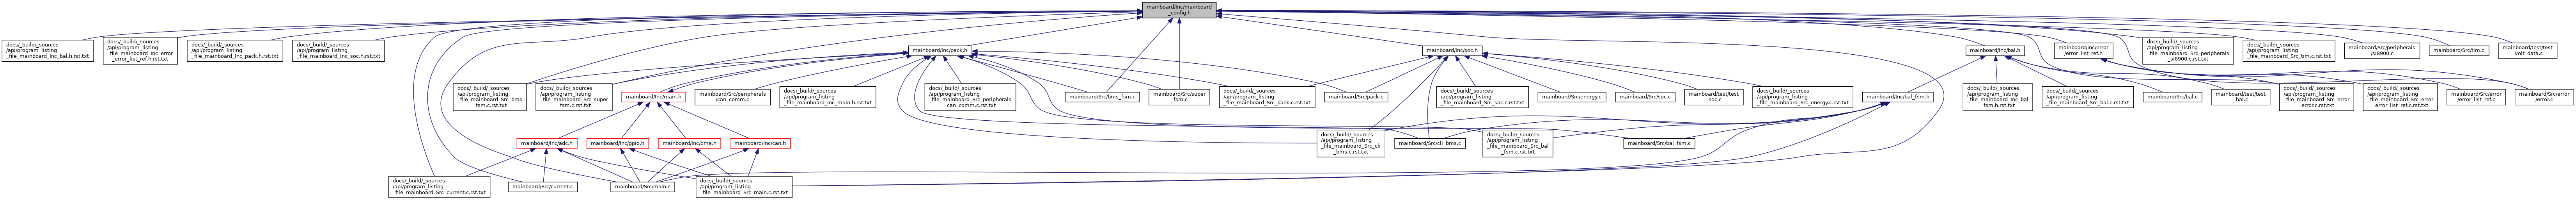 mainboard/Inc/mainboard
_config.h
docs/_build/_sources
/api/program_listing
_file_mainboard_Inc_bal.h.rst.txt
docs/_build/_sources
/api/program_listing
_file_mainboard_Inc_error
_error_list_ref.h.rst.txt
docs/_build/_sources
/api/program_listing
_file_mainboard_Inc_pack.h.rst.txt
docs/_build/_sources
/api/program_listing
_file_mainboard_Inc_soc.h.rst.txt
mainboard/Inc/pack.h
mainboard/Inc/soc.h
mainboard/Inc/bal.h
mainboard/Inc/error
/error_list_ref.h
docs/_build/_sources
/api/program_listing
_file_mainboard_Src_peripherals
_si8900.c.rst.txt
docs/_build/_sources
/api/program_listing
_file_mainboard_Src_tim.c.rst.txt
mainboard/Src/peripherals
/si8900.c
mainboard/Src/tim.c
mainboard/test/test
_volt_data.c
docs/_build/_sources
/api/program_listing
_file_mainboard_Src_bms
_fsm.c.rst.txt
docs/_build/_sources
/api/program_listing
_file_mainboard_Src_super
_fsm.c.rst.txt
mainboard/Inc/main.h
mainboard/Src/peripherals
/can_comm.c
docs/_build/_sources
/api/program_listing
_file_mainboard_Inc_main.h.rst.txt
docs/_build/_sources
/api/program_listing
_file_mainboard_Src_peripherals
_can_comm.c.rst.txt
mainboard/Src/bms_fsm.c
mainboard/Src/super
_fsm.c
docs/_build/_sources
/api/program_listing
_file_mainboard_Src_pack.c.rst.txt
mainboard/Src/pack.c
docs/_build/_sources
/api/program_listing
_file_mainboard_Src_soc.c.rst.txt
mainboard/Src/energy.c
mainboard/Src/soc.c
mainboard/test/test
_soc.c
docs/_build/_sources
/api/program_listing
_file_mainboard_Src_energy.c.rst.txt
mainboard/Inc/bal_fsm.h
docs/_build/_sources
/api/program_listing
_file_mainboard_Inc_bal
_fsm.h.rst.txt
docs/_build/_sources
/api/program_listing
_file_mainboard_Src_bal.c.rst.txt
mainboard/Src/bal.c
mainboard/test/test
_bal.c
docs/_build/_sources
/api/program_listing
_file_mainboard_Src_error
_error.c.rst.txt
docs/_build/_sources
/api/program_listing
_file_mainboard_Src_error
_error_list_ref.c.rst.txt
mainboard/Src/error
/error_list_ref.c
mainboard/Src/error
/error.c
mainboard/Inc/adc.h
mainboard/Inc/gpio.h
mainboard/Inc/dma.h
mainboard/Inc/can.h
docs/_build/_sources
/api/program_listing
_file_mainboard_Src_cli
_bms.c.rst.txt
mainboard/Src/cli_bms.c
docs/_build/_sources
/api/program_listing
_file_mainboard_Src_bal
_fsm.c.rst.txt
mainboard/Src/bal_fsm.c
docs/_build/_sources
/api/program_listing
_file_mainboard_Src_current.c.rst.txt
mainboard/Src/current.c
mainboard/Src/main.c
docs/_build/_sources
/api/program_listing
_file_mainboard_Src_main.c.rst.txt